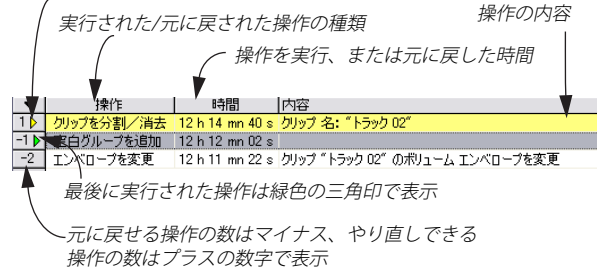 実行された/元に戻された操作の種類
操作の内容
操作を実行、または元に戻した時間
操作 時間 内容
1 クリップを分割／消去 12 h 14 mn 40 s クリップ 名: "トラック 02"
-1 空白グループを追加 12 h 12 mn 02 s
-2 エンベロープを変更 12 h 11 mn 22 s クリップ "トラック 02" のボリューム エンベロープを変更
最後に実行された操作は緑色の三角印で表示
元に戻せる操作の数はマイナス、やり直しできる
操作の数はプラスの数字で表示